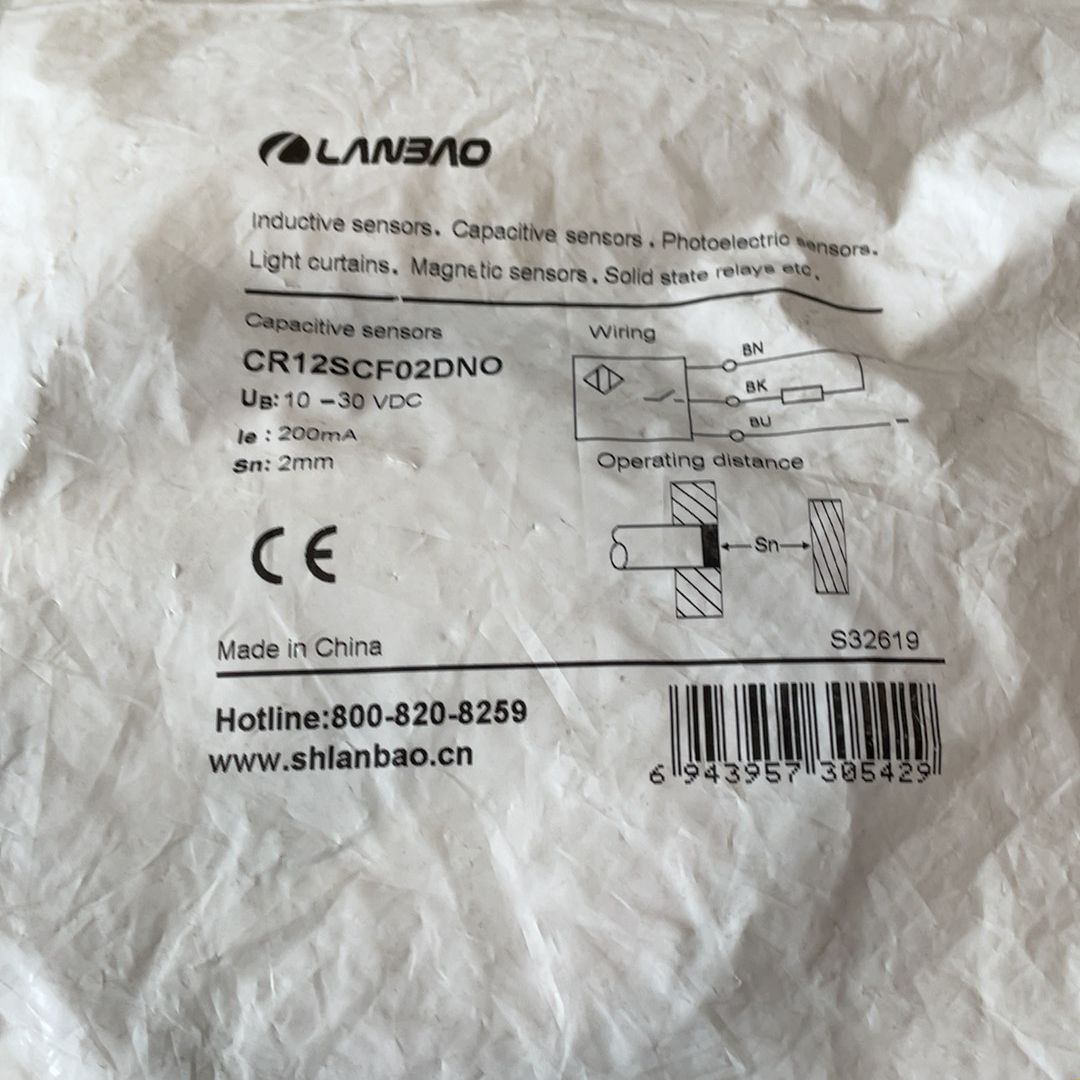 LANBAO
Inductive sensors. Capacitive sensors. Photoelectric sensors.
Light curtains. Magnetic sensors. Solid state relays etc.
Capacitive sensors
CR12SCF02DNO
UB: 10 –30 VDC
Ie : 200mA
Sn: 2mm
Wiring
BN
BK
BU
–
Operating distance
Sn
CE
Made in China
S32619
Hotline:800-820-8259
www.shlanbao.cn
6 943957 305429